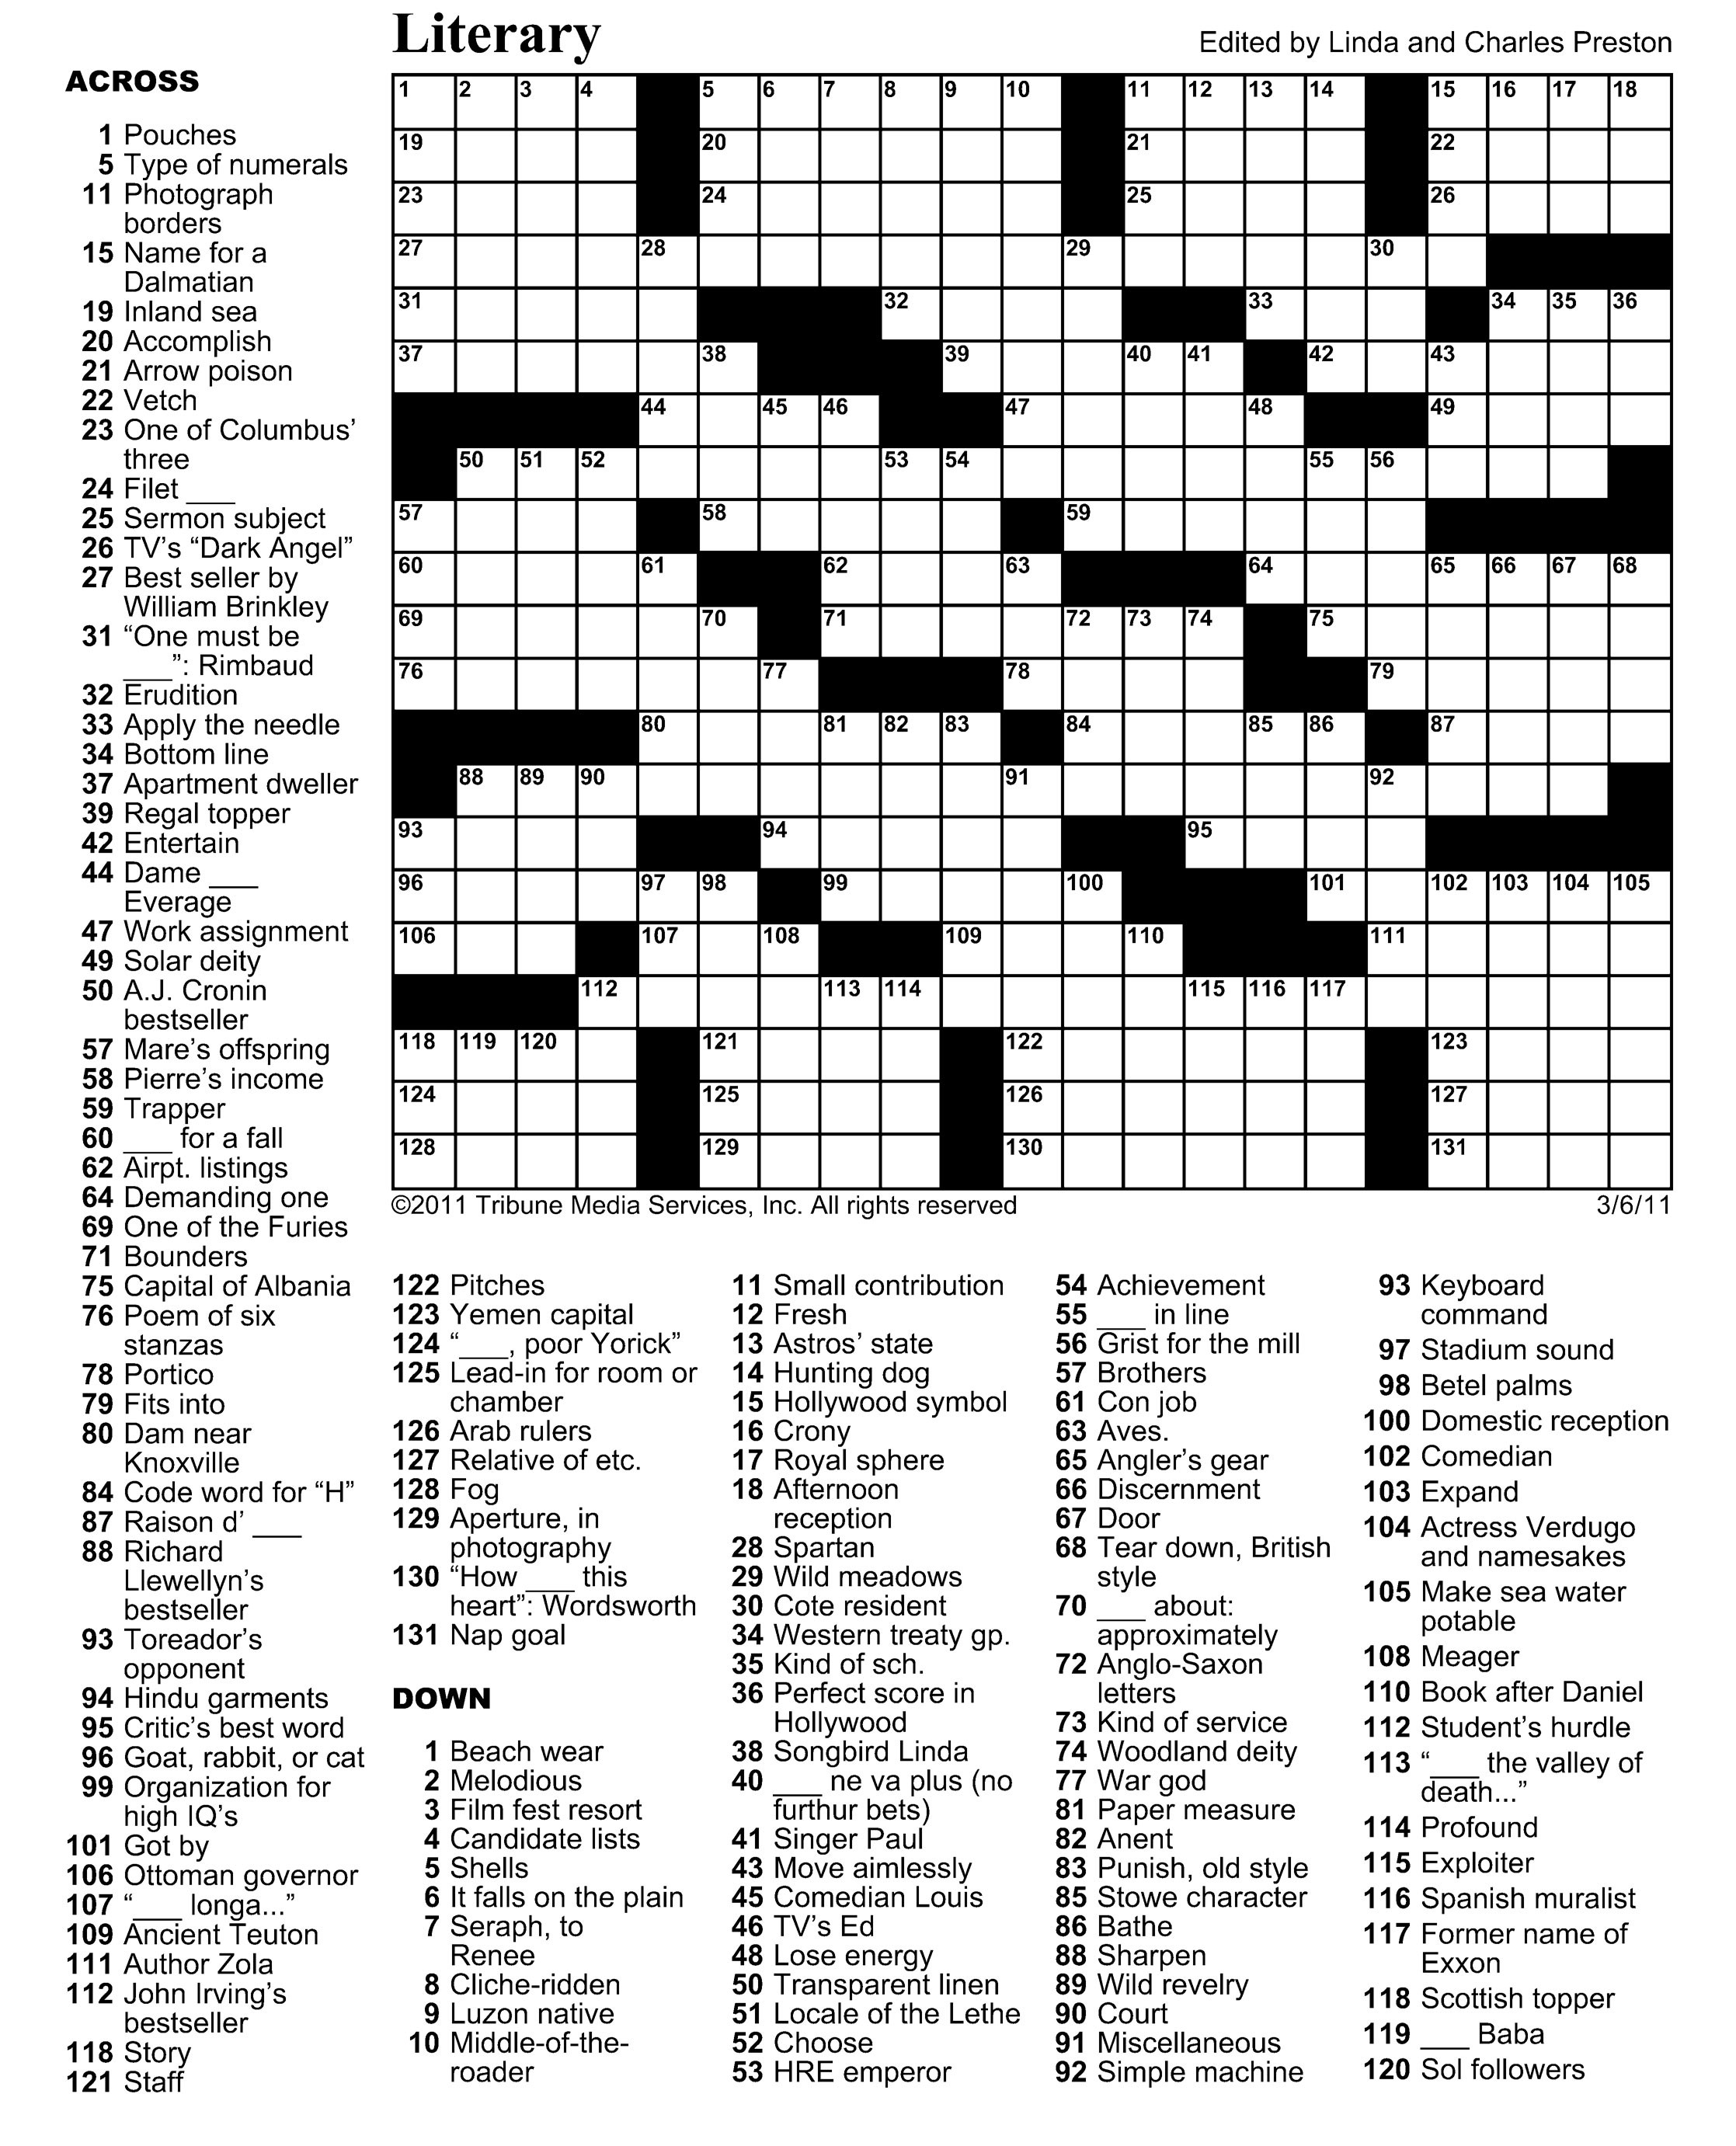 Literary
Edited by Linda and Charles Preston
ACROSS
1 Pouches
5 Type of numerals
11 Photograph
borders
15 Name for a
Dalmatian
19 Inland sea
20 Accomplish
21 Arrow poison
22 Vetch
23 One of Columbus’
three
24 Filet ___
25 Sermon subject
26 TV’s “Dark Angel”
27 Best seller by
William Brinkley
31 “One must be
___”: Rimbaud
32 Erudition
33 Apply the needle
34 Bottom line
37 Apartment dweller
39 Regal topper
42 Entertain
44 Dame ___
Everage
47 Work assignment
49 Solar deity
50 A.J. Cronin
bestseller
57 Mare’s offspring
58 Pierre’s income
59 Trapper
60 ___ for a fall
62 Airpt. listings
64 Demanding one
69 One of the Furies
71 Bounders
75 Capital of Albania
76 Poem of six
stanzas
78 Portico
79 Fits into
80 Dam near
Knoxville
84 Code word for “H”
87 Raison d’ ___
88 Richard
Llewellyn’s
bestseller
93 Toreador’s
opponent
94 Hindu garments
95 Critic’s best word
96 Goat, rabbit, or cat
99 Organization for
high IQ’s
101 Got by
106 Ottoman governor
107 “___ longa...”
109 Ancient Teuton
111 Author Zola
112 John Irving’s
bestseller
118 Story
121 Staff
1 2 3 4 5 6 7 8 9 10 11 12 13 14 15 16 17 18
19 20 21 22
23 24 25 26
27 28 29 30
31 32 33 34 35 36
37 38 39 40 41 42 43
44 45 46 47 48 49
50 51 52 53 54 55 56
57 58 59
60 61 62 63 64 65 66 67 68
69 70 71 72 73 74 75
76 77 78 79
80 81 82 83 84 85 86 87
88 89 90 91 92
93 94 95
96 97 98 99 100 101 102 103 104 105
106 107 108 109 110 111
112 113 114 115 116 117
118 119 120 121 122 123
124 125 126 127
128 129 130 131
©2011 Tribune Media Services, Inc. All rights reserved
3/6/11
122 Pitches
123 Yemen capital
124 “___, poor Yorick”
125 Lead-in for room or
chamber
126 Arab rulers
127 Relative of etc.
128 Fog
129 Aperture, in
photography
130 “How ___ this
heart”: Wordsworth
131 Nap goal
DOWN
1 Beach wear
2 Melodious
3 Film fest resort
4 Candidate lists
5 Shells
6 It falls on the plain
7 Seraph, to
Renee
8 Cliche-ridden
9 Luzon native
10 Middle-of-the-
roader
11 Small contribution
12 Fresh
13 Astros’ state
14 Hunting dog
15 Hollywood symbol
16 Crony
17 Royal sphere
18 Afternoon
reception
28 Spartan
29 Wild meadows
30 Cote resident
34 Western treaty gp.
35 Kind of sch.
36 Perfect score in
Hollywood
38 Songbird Linda
40 ___ ne va plus (no
furthur bets)
41 Singer Paul
43 Move aimlessly
45 Comedian Louis
46 TV’s Ed
48 Lose energy
50 Transparent linen
51 Locale of the Lethe
52 Choose
53 HRE emperor
54 Achievement
55 ___ in line
56 Grist for the mill
57 Brothers
61 Con job
63 Aves.
65 Angler’s gear
66 Discernment
67 Door
68 Tear down, British
style
70 ___ about:
approximately
72 Anglo-Saxon
letters
73 Kind of service
74 Woodland deity
77 War god
81 Paper measure
82 Anent
83 Punish, old style
85 Stowe character
86 Bathe
88 Sharpen
89 Wild revelry
90 Court
91 Miscellaneous
92 Simple machine
93 Keyboard
command
97 Stadium sound
98 Betel palms
100 Domestic reception
102 Comedian
103 Expand
104 Actress Verdugo
and namesakes
105 Make sea water
potable
108 Meager
110 Book after Daniel
112 Student’s hurdle
113 “___ the valley of
death...”
114 Profound
115 Exploiter
116 Spanish muralist
117 Former name of
Exxon
118 Scottish topper
119 ___ Baba
120 Sol followers